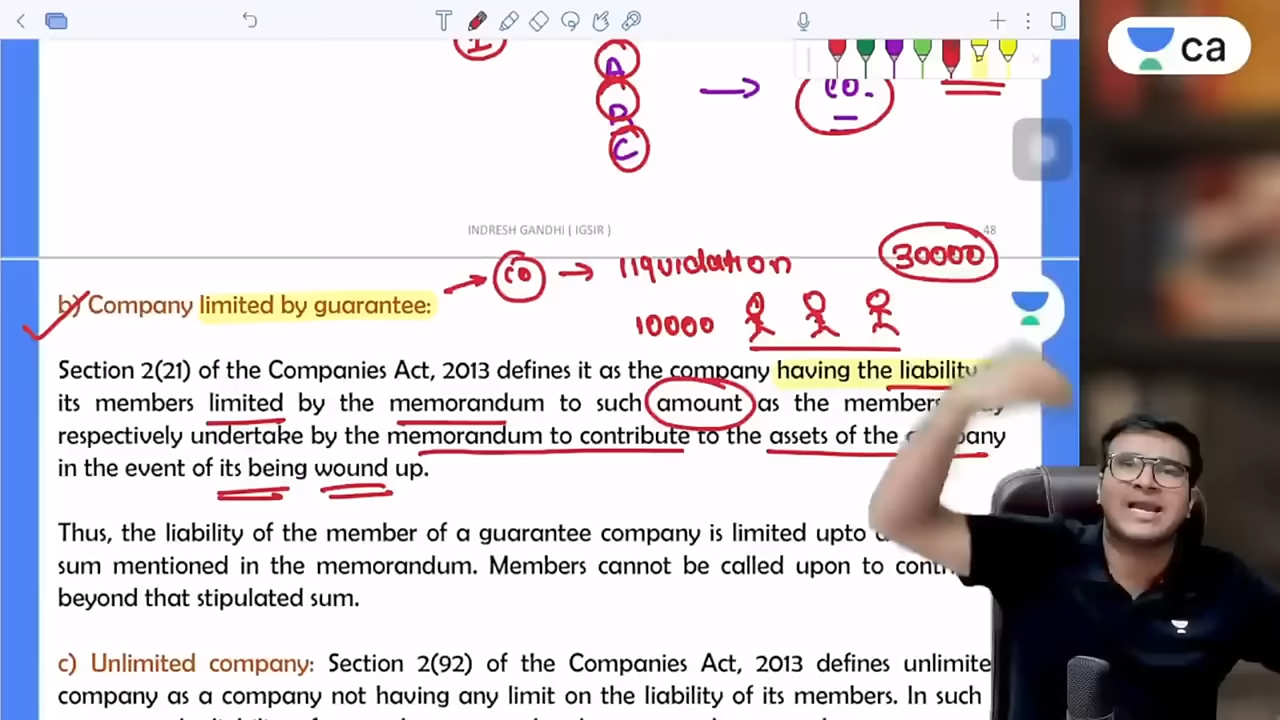 ca
A
B
C
CO.
INDRESH GANDHI ( IGSIR )
48
CO → liquidation 30000
b) Company limited by guarantee:
10000
Section 2(21) of the Companies Act, 2013 defines it as the company having the liability
its members limited by the memorandum to such amount as the members
respectively undertake by the memorandum to contribute to the assets of the company
in the event of its being wound up.
Thus, the liability of the member of a guarantee company is limited upto
sum mentioned in the memorandum. Members cannot be called upon to
beyond that stipulated sum.
c) Unlimited company: Section 2(92) of the Companies Act, 2013 defines unlimite
company as a company not having any limit on the liability of its members. In such